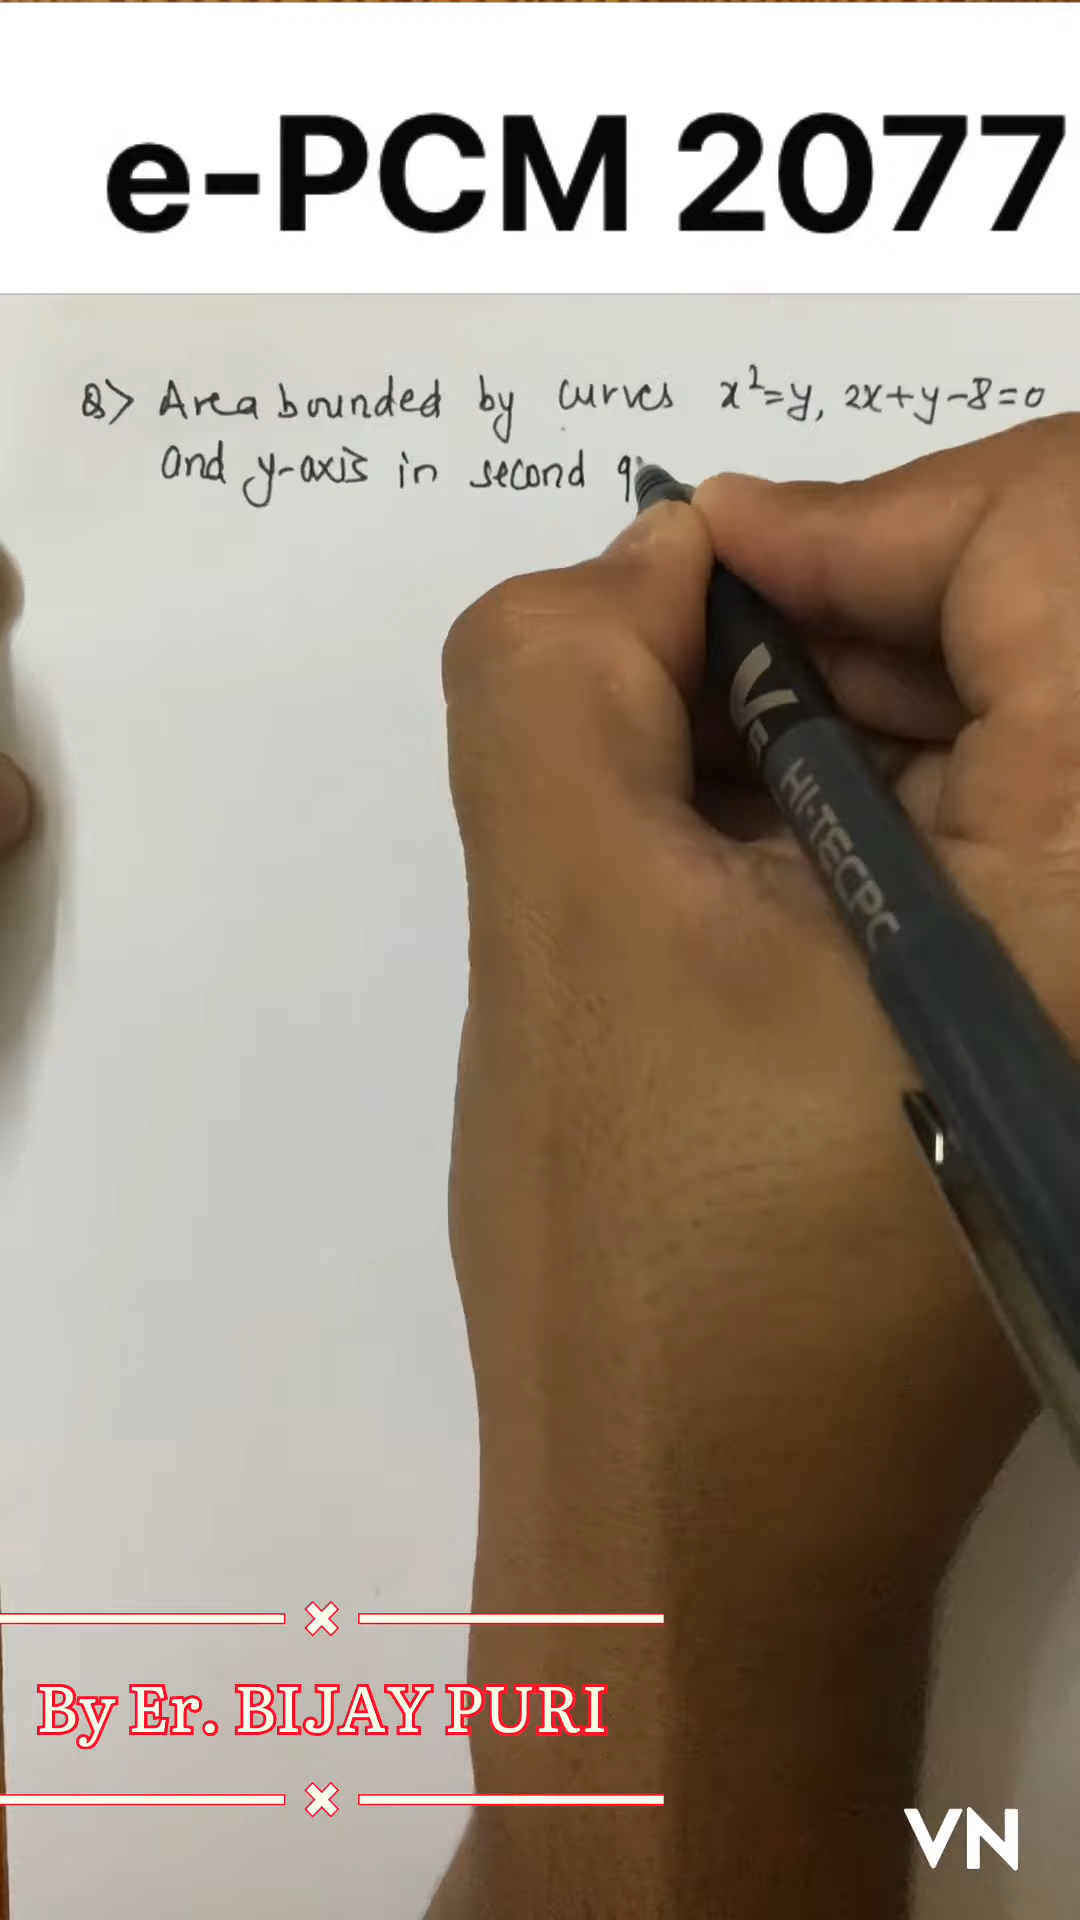 e-PCM 2077
Q> Area bounded by curves x²=y, 2x+y-8=0
and y-axis in second
HI-TECPC
By Er. BIJAY PURI
VN